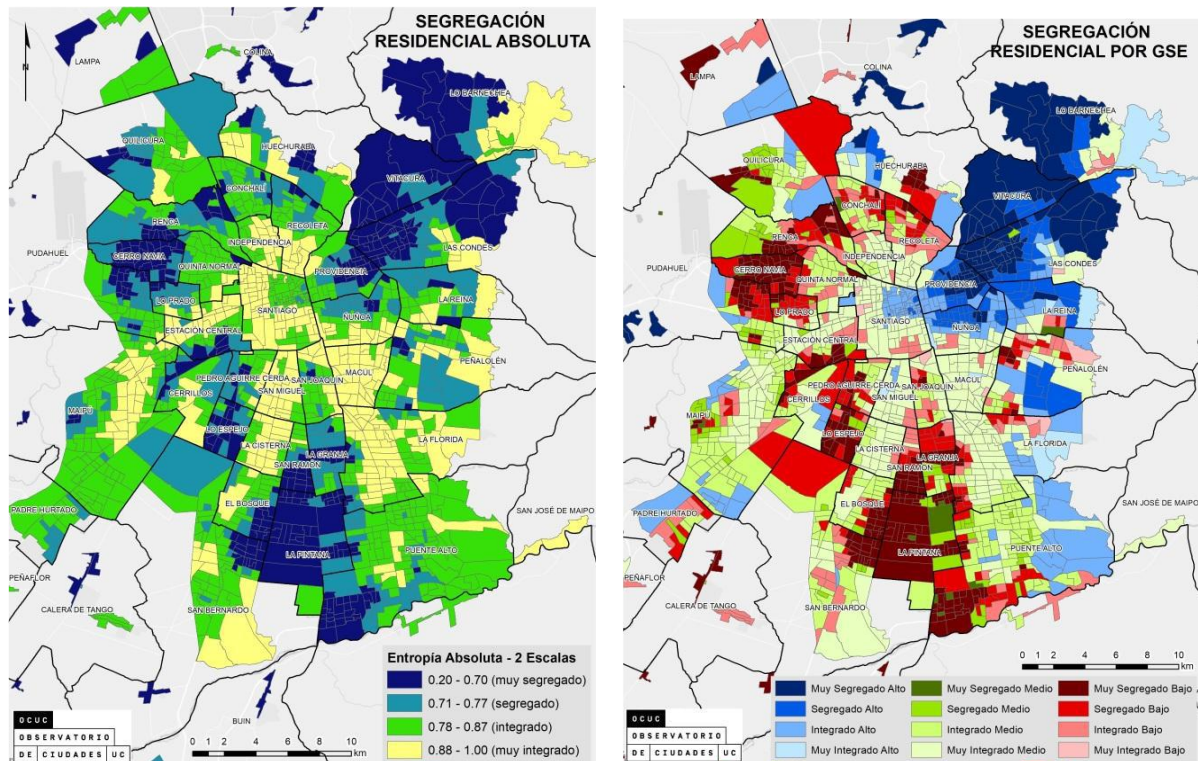 SEGREGACIÓN
RESIDENCIAL ABSOLUTA
N
LAMPA
COLINA
LO BARNECHEA
QUILICURA
HUECHURABA
VITACURA
CONCHALÍ
RENCA
RECOLETA
INDEPENDENCIA
LAS CONDES
PUDAHUEL
CERRO NAVIA
QUINTA NORMAL
PROVIDENCIA
LO PRADO
LA REINA
SANTIAGO
ÑUÑOA
ESTACIÓN CENTRAL
PEÑALOLÉN
PEDRO AGUIRRE CERDA
SAN JOAQUÍN
MACUL
CERRILLOS
SAN MIGUEL
MAIPÚ
LO ESPEJO
LA CISTERNA
LA FLORIDA
LA GRANJA
SAN RAMÓN
EL BOSQUE
PADRE HURTADO
SAN JOSÉ DE MAIPO
LA PINTANA
PUENTE ALTO
PEÑAFLOR
CALERA DE TANGO
SAN BERNARDO
BUIN
Entropía Absoluta - 2 Escalas
0.20 - 0.70 (muy segregado)
0.71 - 0.77 (segregado)
0.78 - 0.87 (integrado)
0.88 - 1.00 (muy integrado)
OCUC
OBSERVATORIO
DE CIUDADES UC
0 2 4 6 8 10
km
SEGREGACIÓN
RESIDENCIAL POR GSE
LAMPA
COLINA
LO BARNECHEA
QUILICURA
HUECHURABA
VITACURA
CONCHALÍ
RENCA
RECOLETA
INDEPENDENCIA
LAS CONDES
PUDAHUEL
CERRO NAVIA
QUINTA NORMAL
PROVIDENCIA
LO PRADO
LA REINA
SANTIAGO
ÑUÑOA
ESTACIÓN CENTRAL
PEÑALOLÉN
PEDRO AGUIRRE CERDA
SAN JOAQUÍN
MACUL
CERRILLOS
SAN MIGUEL
MAIPÚ
LO ESPEJO
LA CISTERNA
LA FLORIDA
LA GRANJA
SAN RAMÓN
EL BOSQUE
PADRE HURTADO
SAN JOSÉ DE MAIPO
LA PINTANA
PUENTE ALTO
PEÑAFLOR
CALERA DE TANGO
SAN BERNARDO
0 2 4 6 8 10
km
Muy Segregado Alto
Muy Segregado Medio
Muy Segregado Bajo
Segregado Alto
Segregado Medio
Segregado Bajo
Integrado Alto
Integrado Medio
Integrado Bajo
Muy Integrado Alto
Muy Integrado Medio
Muy Integrado Bajo
OCUC
OBSERVATORIO
DE CIUDADES UC